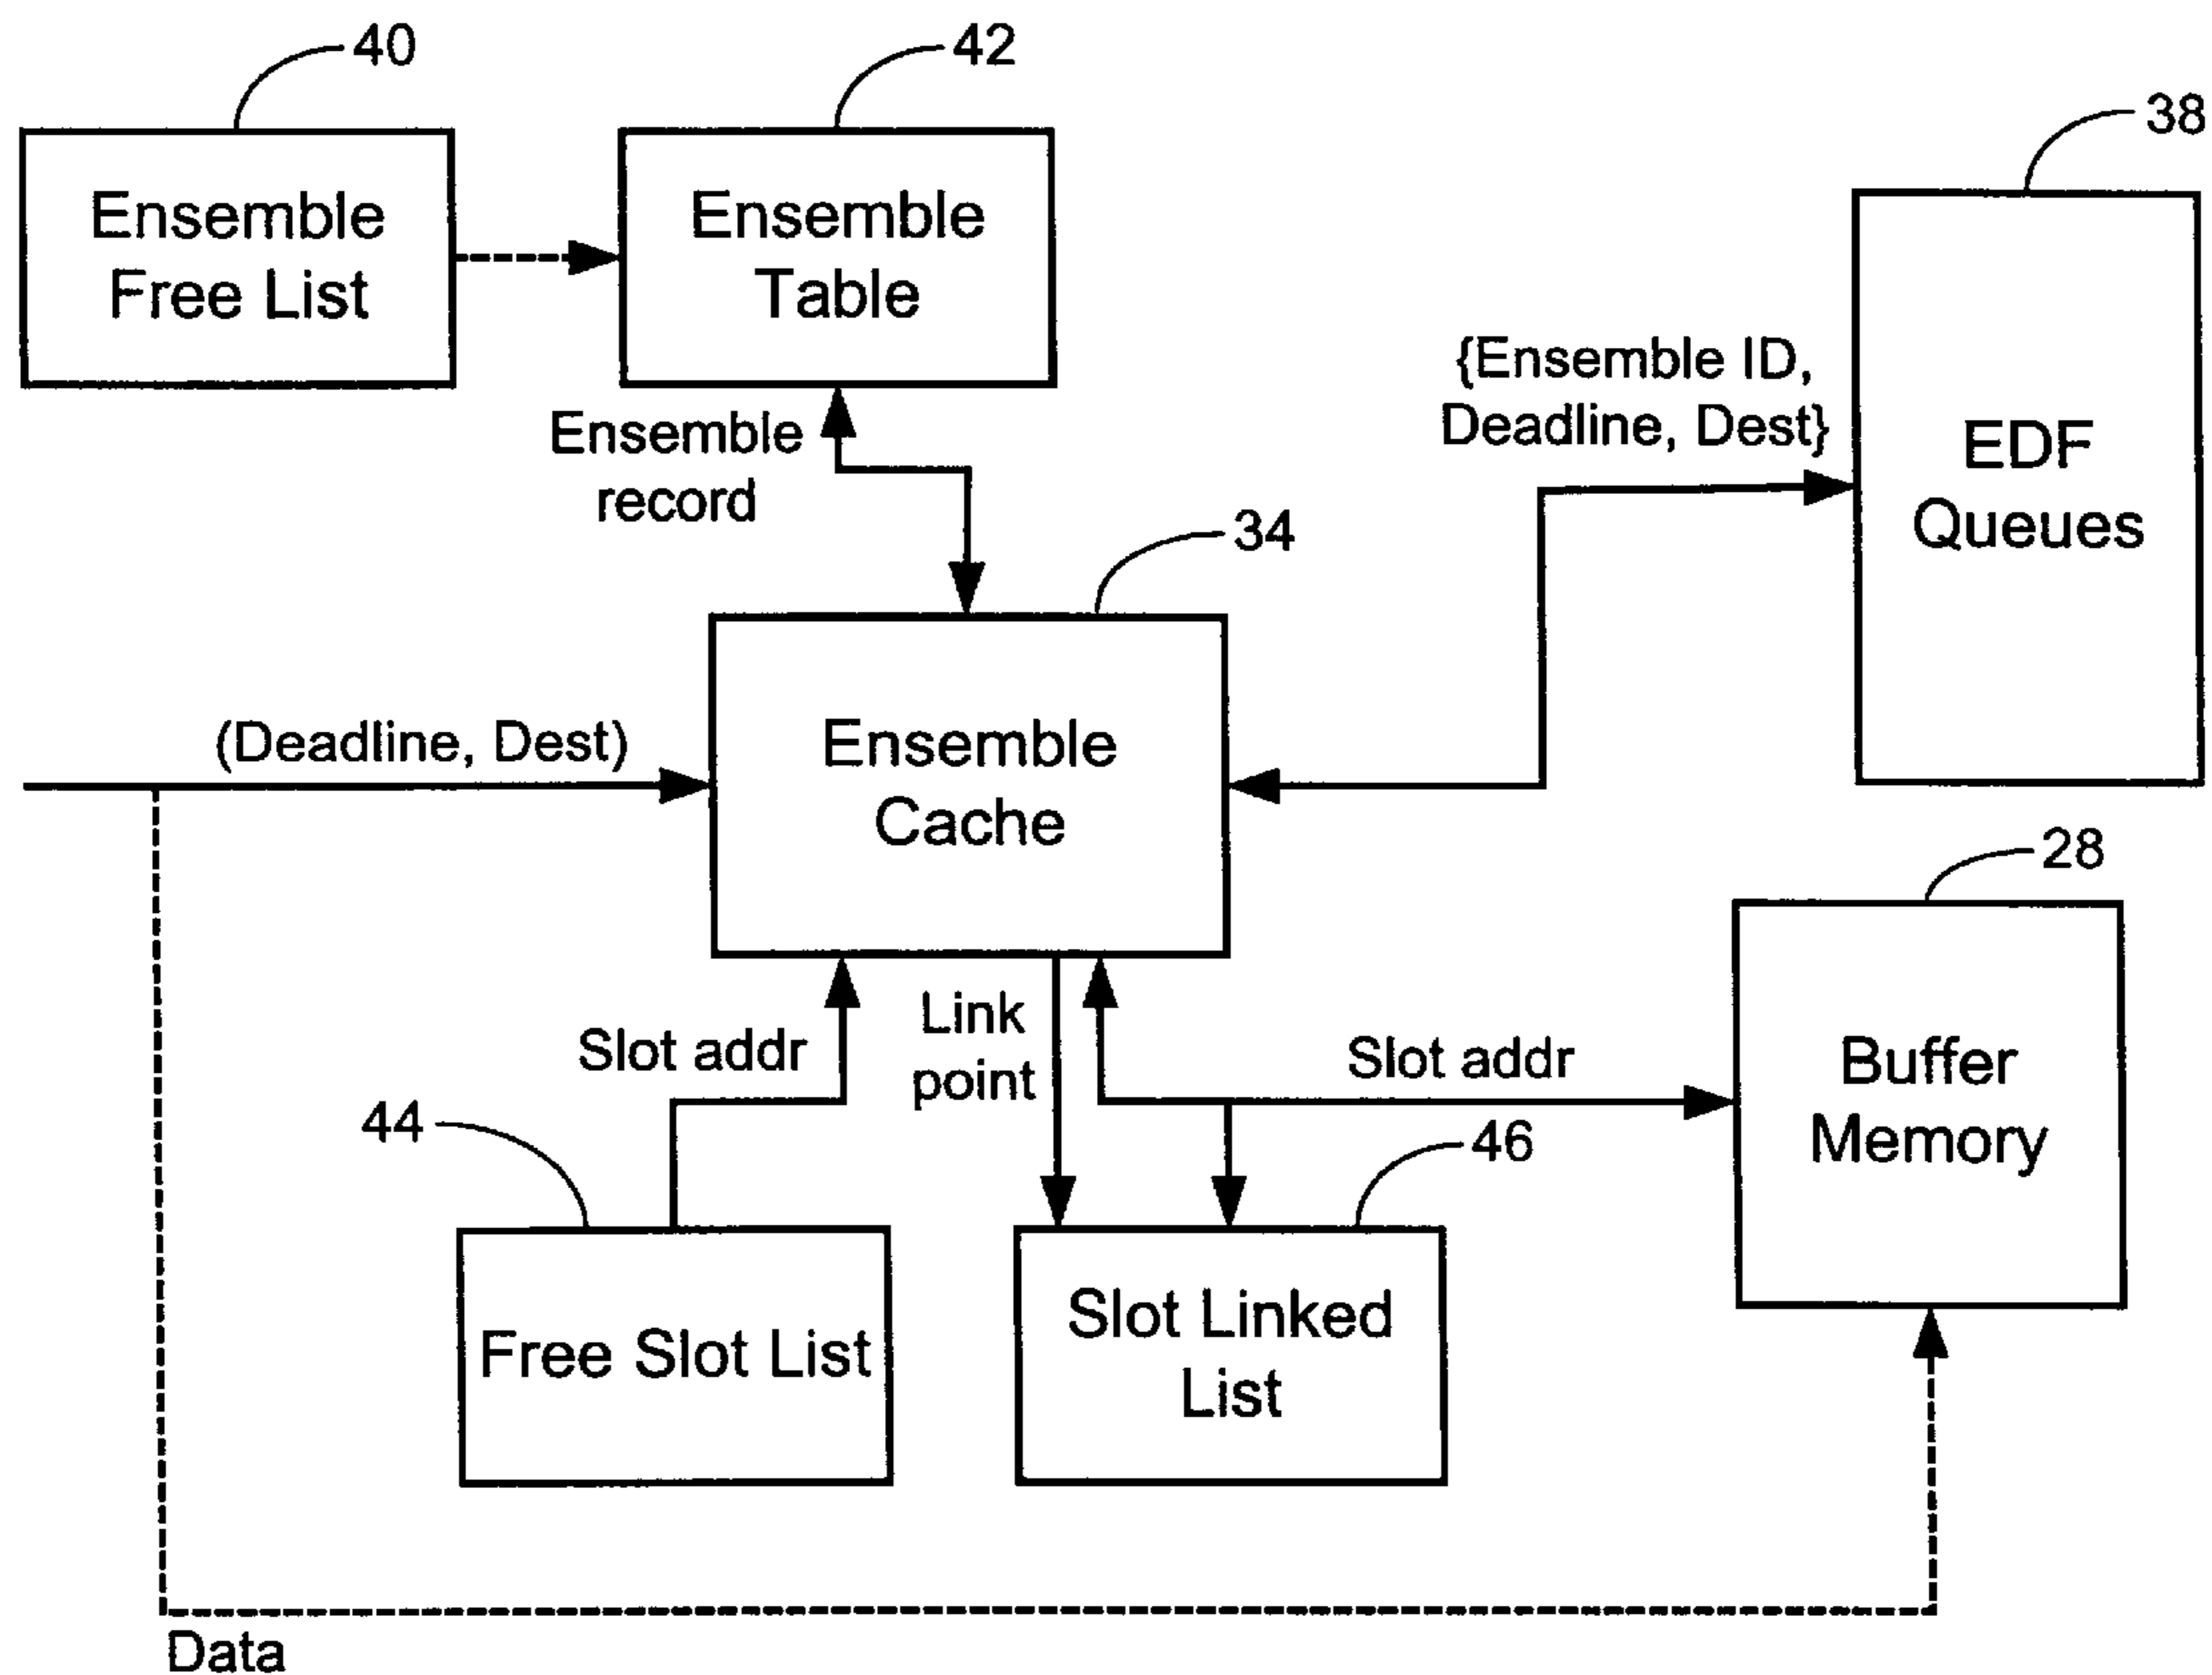 40
42
38
Ensemble
Free List
Ensemble
Table
{Ensemble ID,
Deadline, Dest}
EDF
Queues
Ensemble
record
34
(Deadline, Dest)
Ensemble
Cache
28
Slot addr
Link
point
Slot addr
Buffer
Memory
44
46
Free Slot List
Slot Linked
List
Data